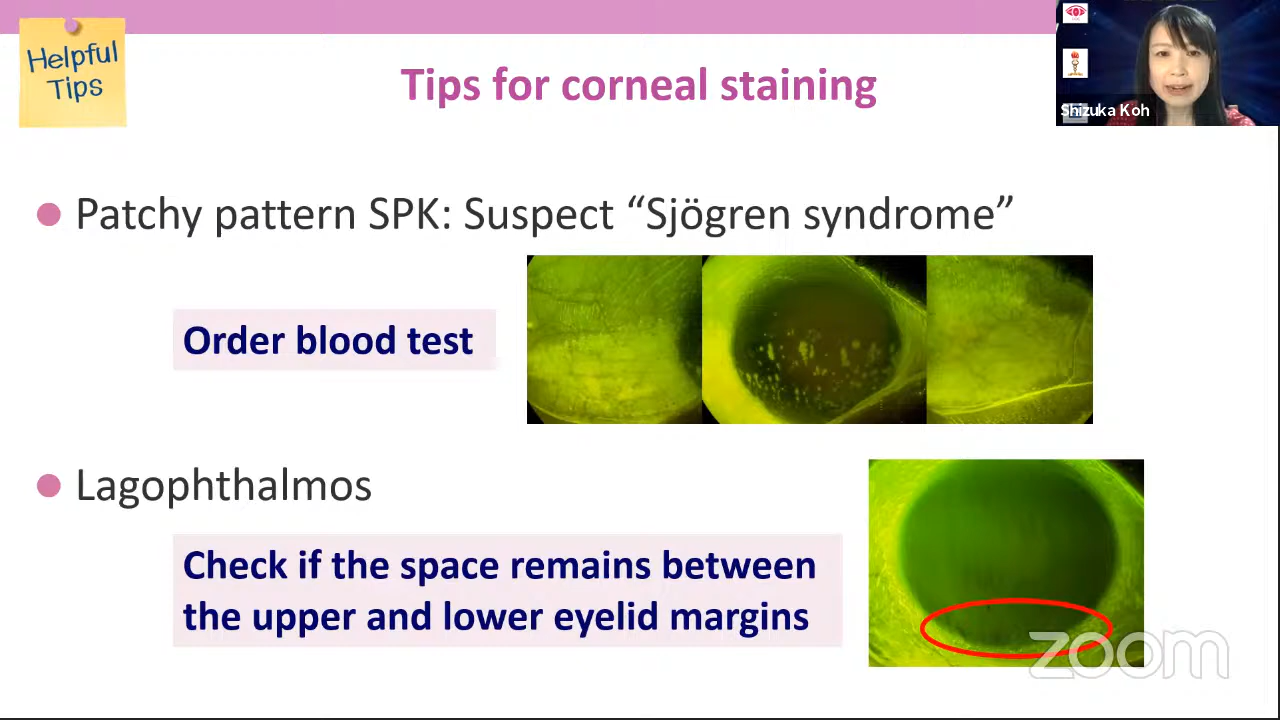 Helpful
Tips
Tips for corneal staining
Shizuka Koh
Patchy pattern SPK: Suspect “Sjögren syndrome”
Order blood test
Lagophthalmos
Check if the space remains between
the upper and lower eyelid margins
zoom